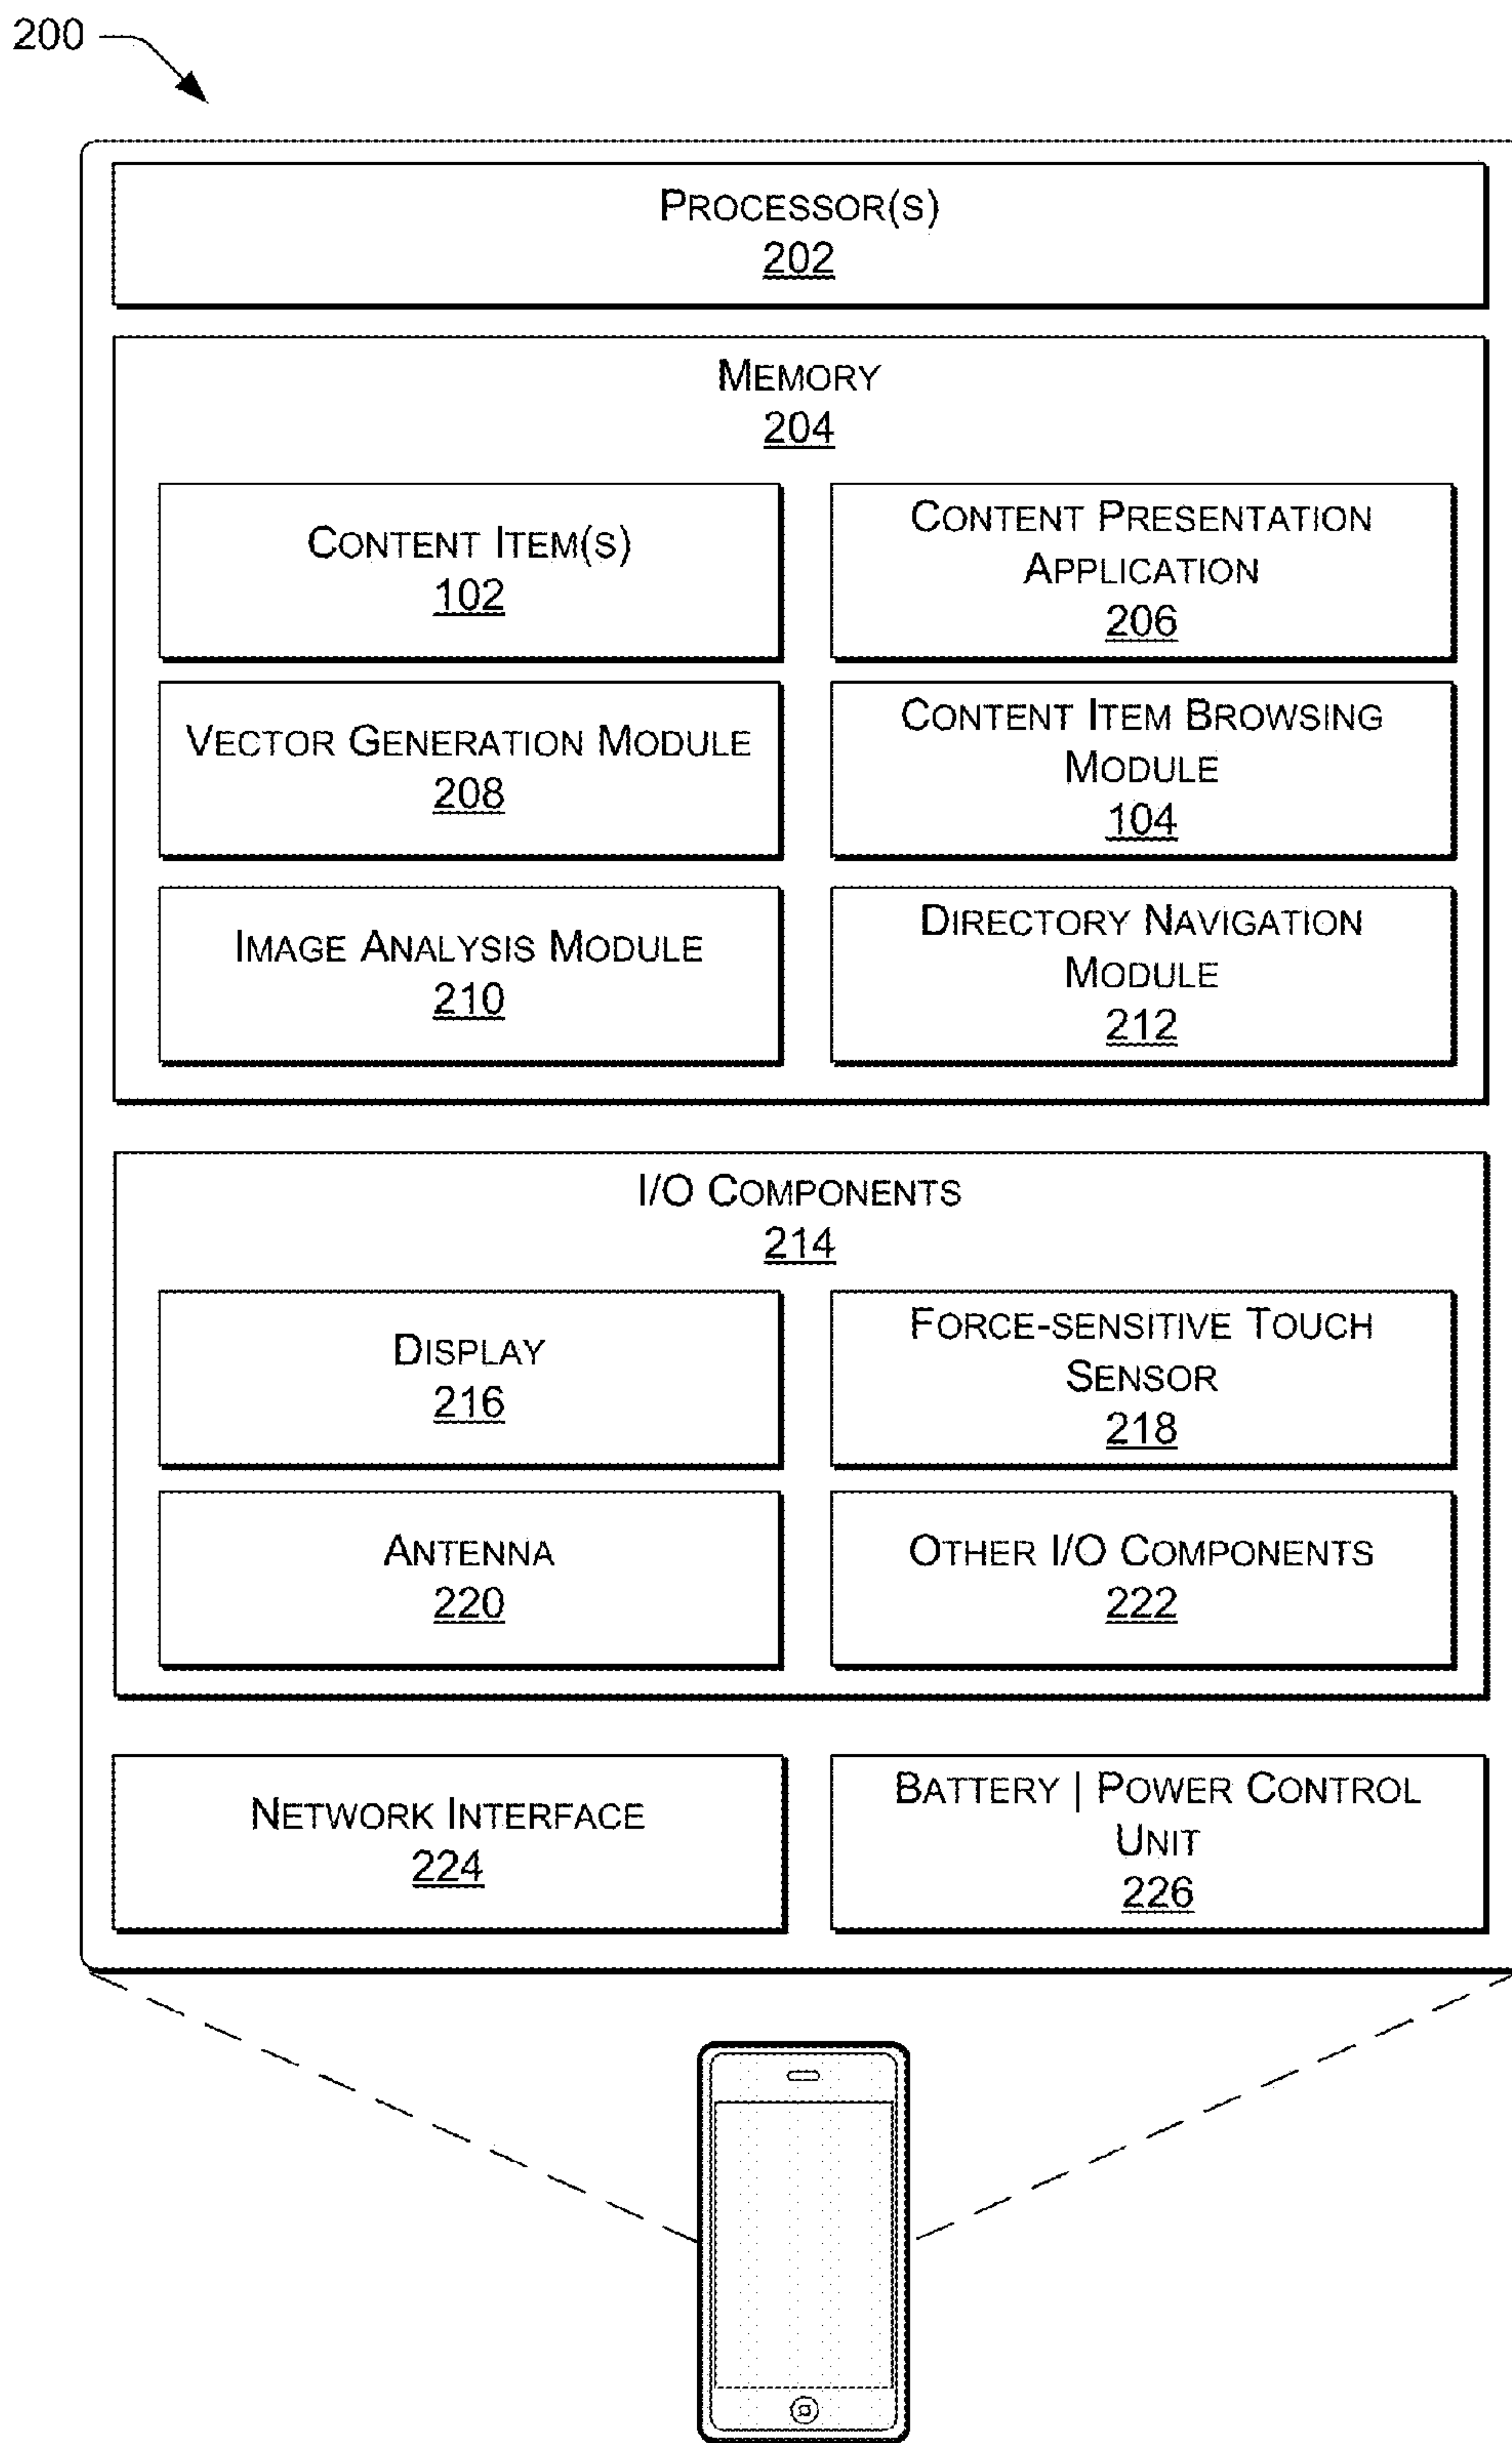 200
PROCESSOR(S)
202
MEMORY
204
CONTENT ITEM(S)
102
CONTENT PRESENTATION
APPLICATION
206
VECTOR GENERATION MODULE
208
CONTENT ITEM BROWSING
MODULE
104
IMAGE ANALYSIS MODULE
210
DIRECTORY NAVIGATION
MODULE
212
I/O COMPONENTS
214
DISPLAY
216
FORCE-SENSITIVE TOUCH
SENSOR
218
ANTENNA
220
OTHER I/O COMPONENTS
222
NETWORK INTERFACE
224
BATTERY | POWER CONTROL
UNIT
226